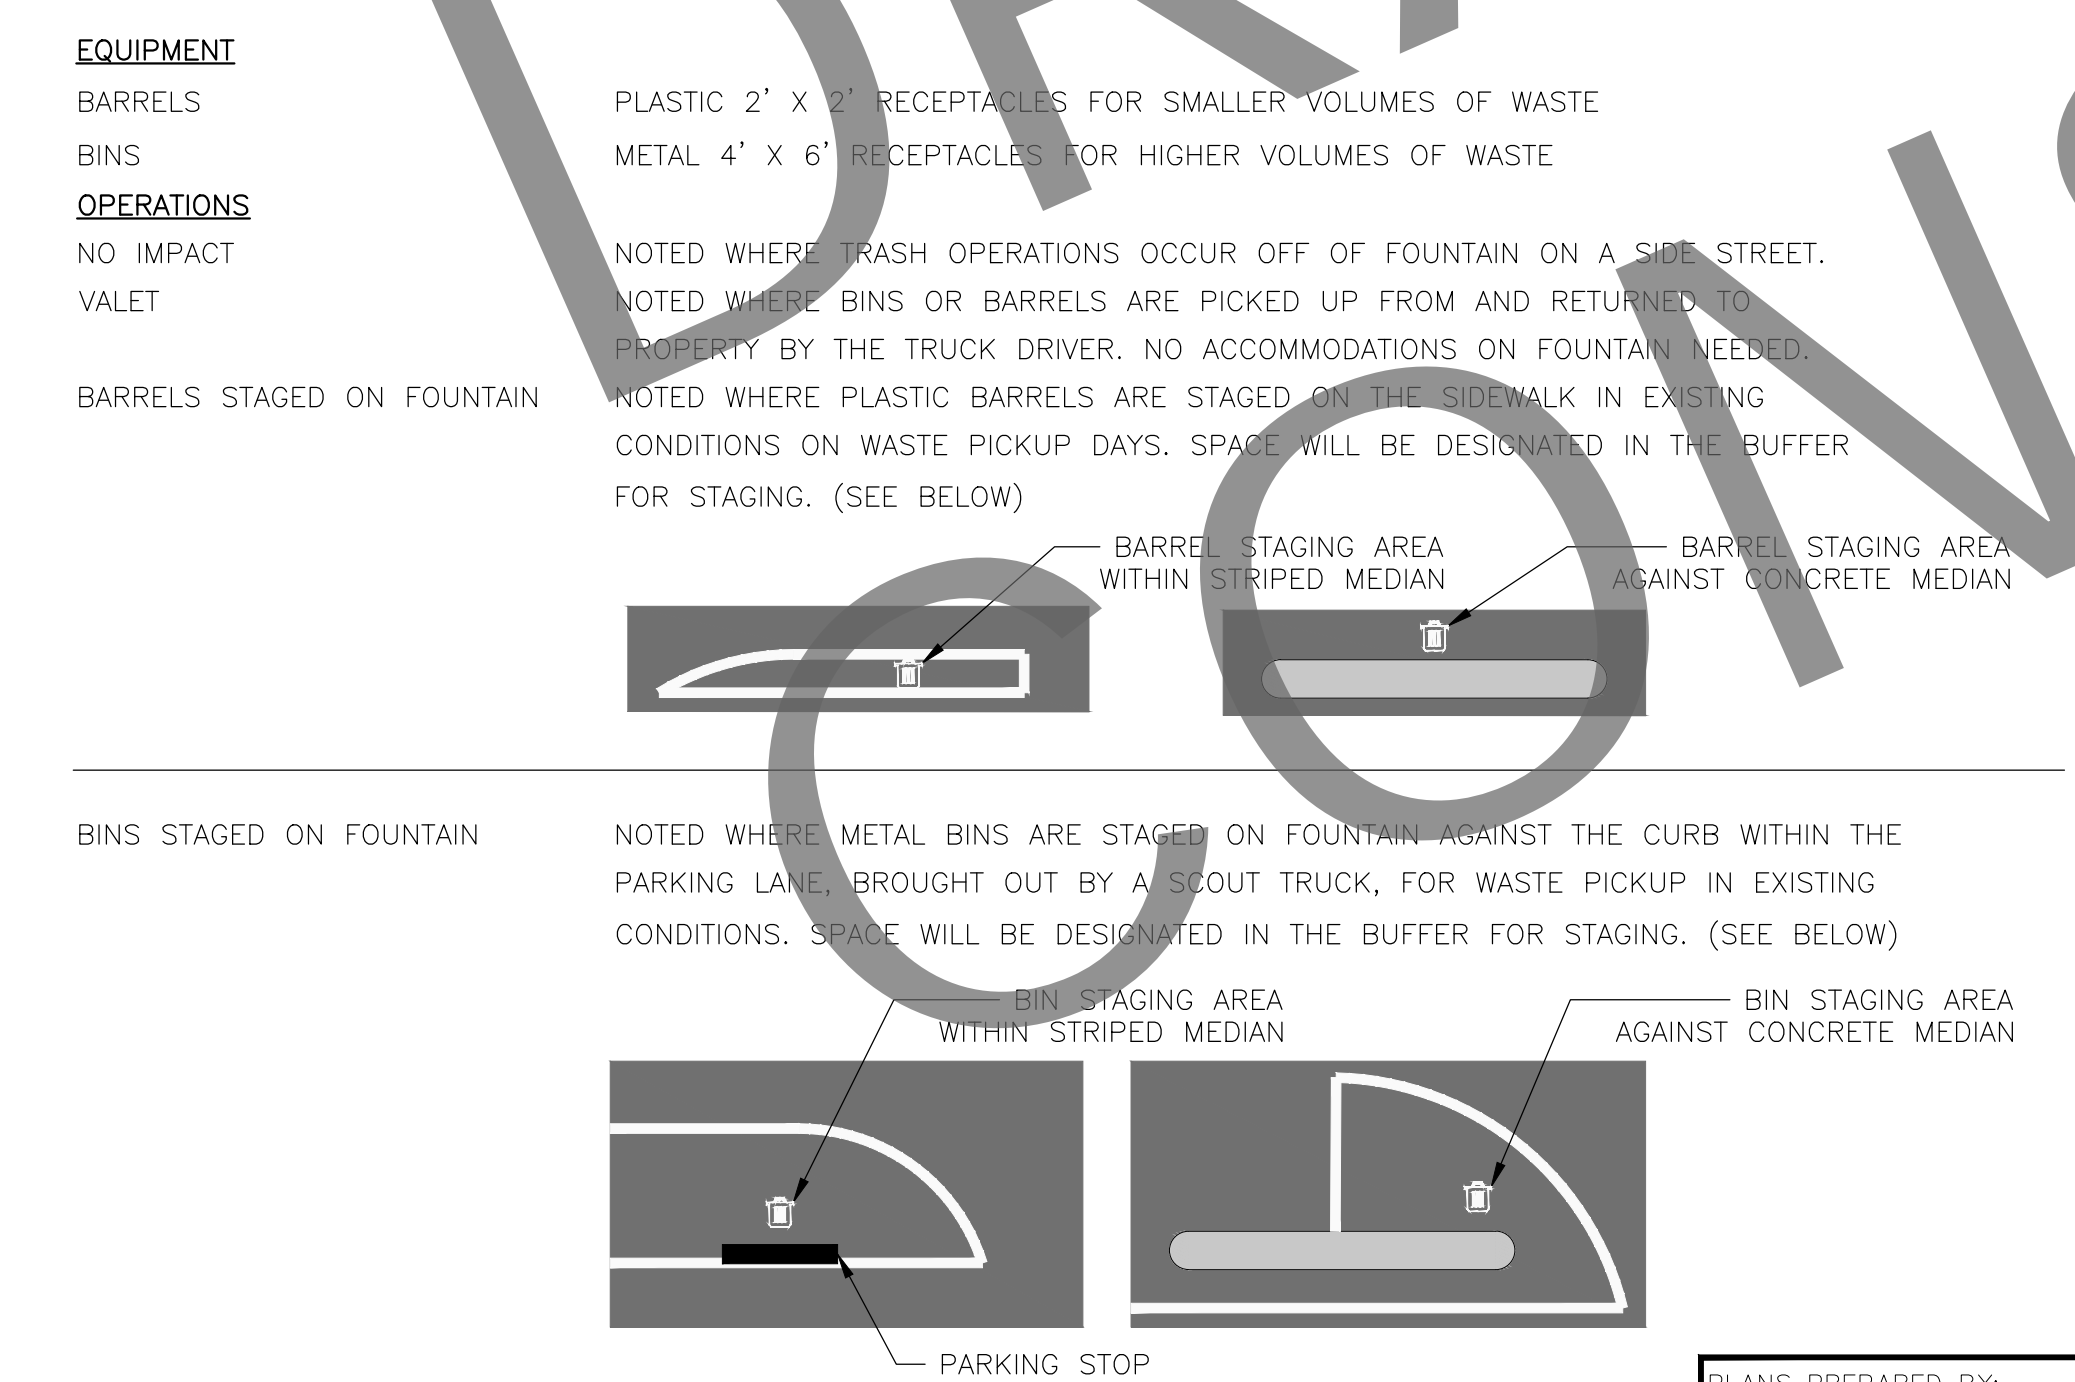 EQUIPMENT
BARRELS PLASTIC 2' X 2' RECEPTACLES FOR SMALLER VOLUMES OF WASTE
BINS METAL 4' X 6' RECEPTACLES FOR HIGHER VOLUMES OF WASTE
OPERATIONS
NO IMPACT NOTED WHERE TRASH OPERATIONS OCCUR OFF OF FOUNTAIN ON A SIDE STREET.
VALET NOTED WHERE BINS OR BARRELS ARE PICKED UP FROM AND RETURNED TO
PROPERTY BY THE TRUCK DRIVER. NO ACCOMMODATIONS ON FOUNTAIN NEEDED.
BARRELS STAGED ON FOUNTAIN NOTED WHERE PLASTIC BARRELS ARE STAGED ON THE SIDEWALK IN EXISTING
CONDITIONS ON WASTE PICKUP DAYS. SPACE WILL BE DESIGNATED IN THE BUFFER
FOR STAGING. (SEE BELOW)
BARREL STAGING AREA
WITHIN STRIPED MEDIAN
BARREL STAGING AREA
AGAINST CONCRETE MEDIAN
BINS STAGED ON FOUNTAIN NOTED WHERE METAL BINS ARE STAGED ON FOUNTAIN AGAINST THE CURB WITHIN THE
PARKING LANE, BROUGHT OUT BY A SCOUT TRUCK, FOR WASTE PICKUP IN EXISTING
CONDITIONS. SPACE WILL BE DESIGNATED IN THE BUFFER FOR STAGING. (SEE BELOW)
BIN STAGING AREA
WITHIN STRIPED MEDIAN
BIN STAGING AREA
AGAINST CONCRETE MEDIAN
PARKING STOP
PLANS PREPARED BY: